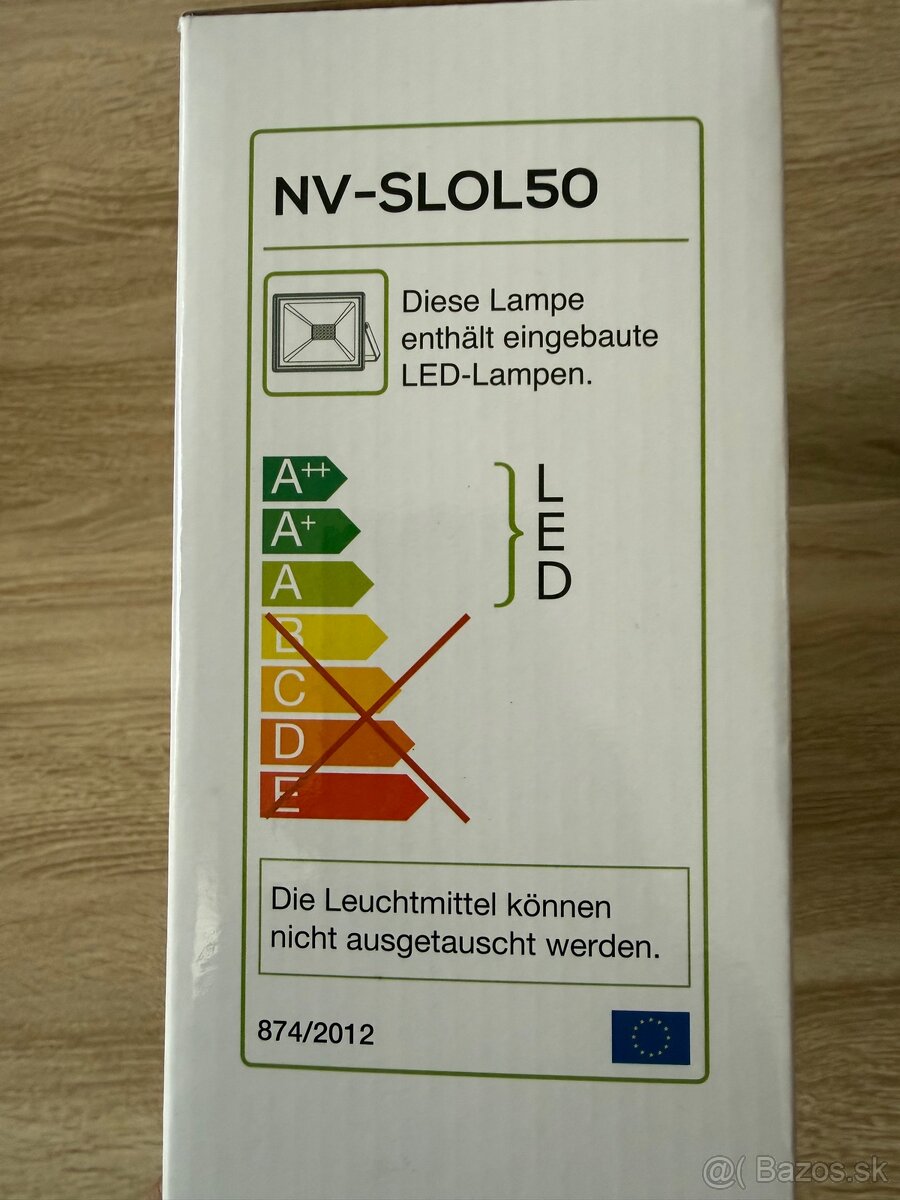 NV-SLOL50
Diese Lampe
enthält eingebaute
LED-Lampen.
A++
A+
A
B
C
D
E
L
E
D
Die Leuchtmittel können
nicht ausgetauscht werden.
874/2012
@( Bazos.sk